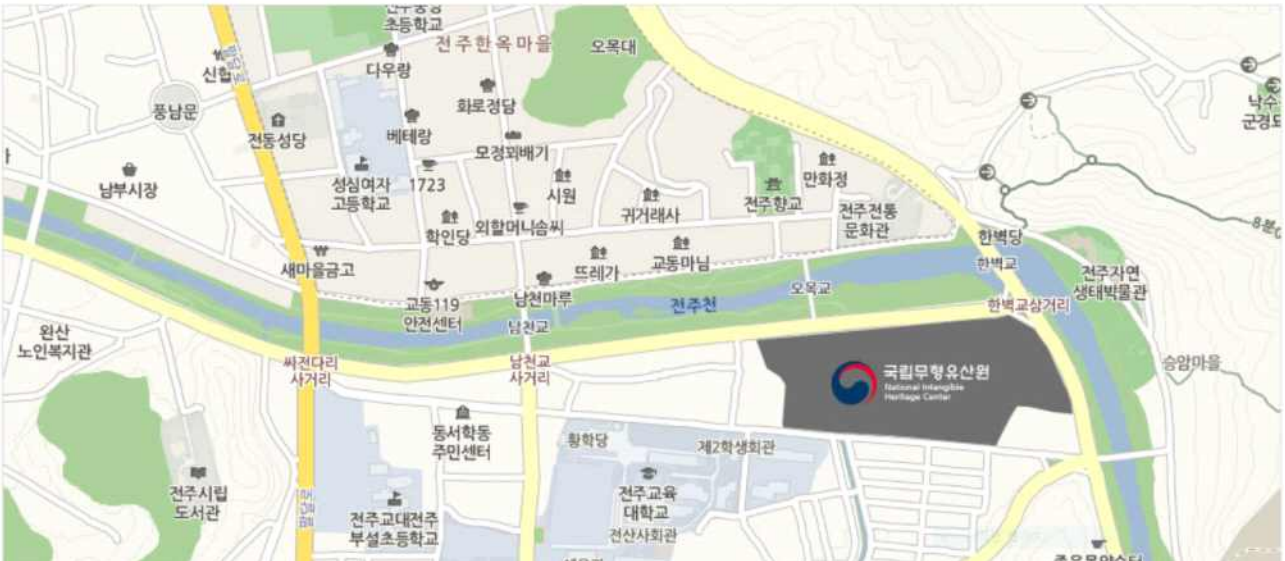 초등학교
전주한옥마을
오목대
신협
다우랑
풍남문
화로정담
낙수
군경묘
전동성당
베테랑
모정꽈배기
남부시장
성심여자
고등학교
1723
시원
귀거래사
만화정
전주향교
전주전통
문화관
학인당
외할머니솜씨
한벽당
새마을금고
뜨레가
교동마님
한벽교
전주자연
생태박물관
교동119
안전센터
남천마루
전주천
오목교
한벽교삼거리
완산
노인복지관
남천교
싸전다리
사거리
남천교
사거리
승암마을
국립무형유산원
National Intangible
Heritage Center
동서학동
주민센터
황학당
제2학생회관
전주시립
도서관
전주교육
대학교
전주교대전주
부설초등학교
전산사회관